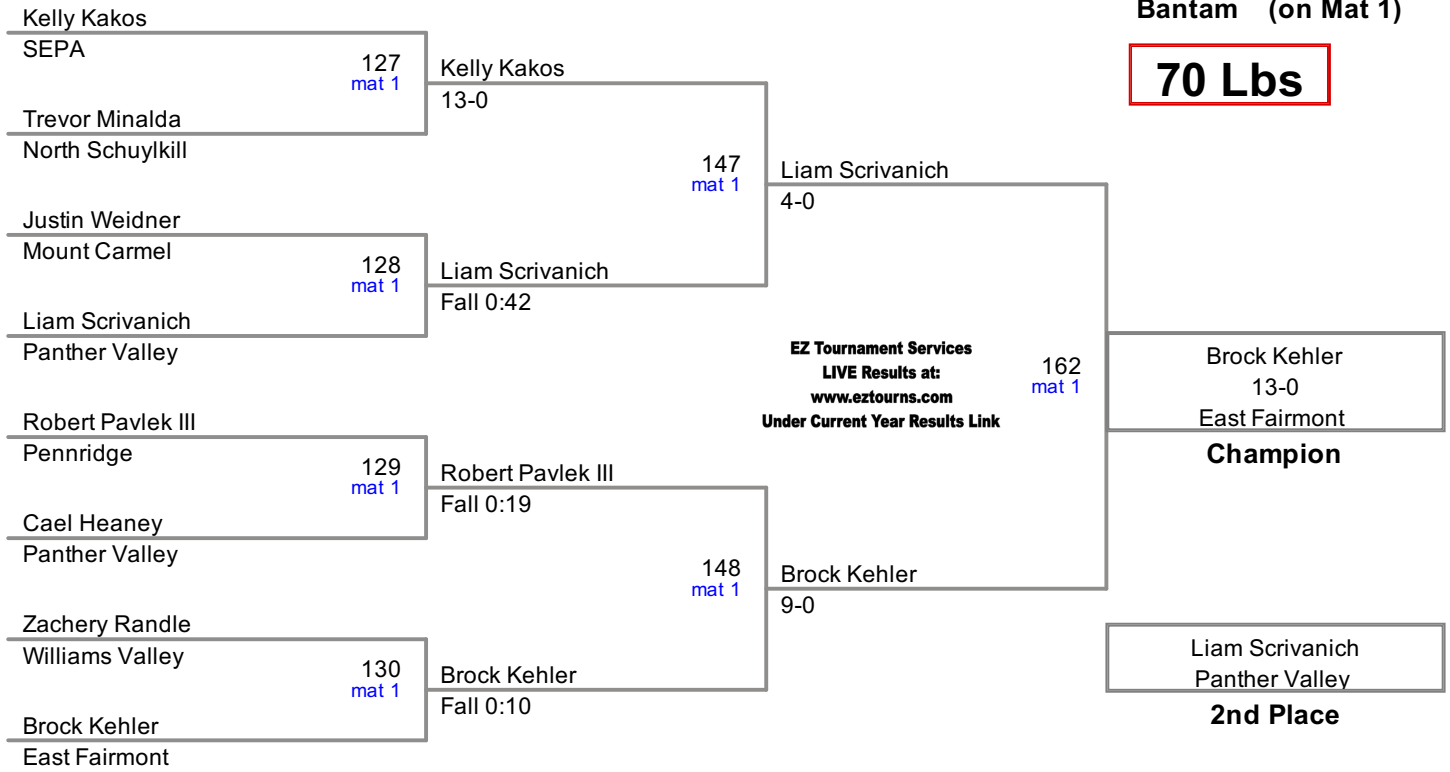 Bantam (on Mat 1)
70 Lbs
Kelly Kakos
SEPA
127
mat 1
Kelly Kakos
13-0
Trevor Minalda
North Schuylkill
147
mat 1
Liam Scrivanich
4-0
Justin Weidner
Mount Carmel
128
mat 1
Liam Scrivanich
Fall 0:42
Liam Scrivanich
Panther Valley
EZ Tournament Services
LIVE Results at:
www.eztourns.com
Under Current Year Results Link
162
mat 1
Brock Kehler
13-0
East Fairmont
Champion
Robert Pavlek III
Pennridge
129
mat 1
Robert Pavlek III
Fall 0:19
Cael Heaney
Panther Valley
148
mat 1
Brock Kehler
9-0
Zachery Randle
Williams Valley
130
mat 1
Brock Kehler
Fall 0:10
Brock Kehler
East Fairmont
Liam Scrivanich
Panther Valley
2nd Place